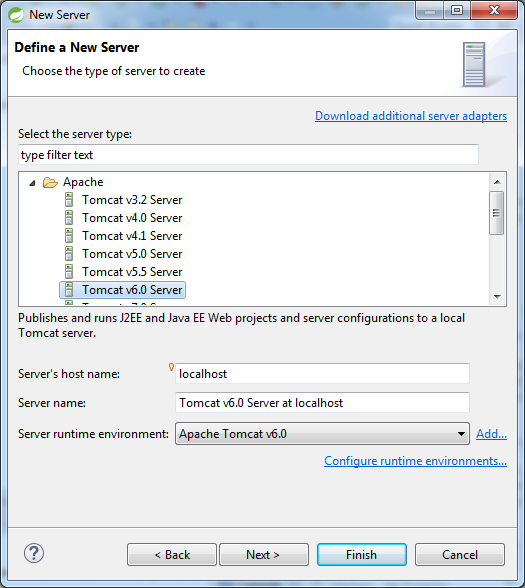 New Server
Define a New Server
Choose the type of server to create
Download additional server adapters
Select the server type:
type filter text
Apache
Tomcat v3.2 Server
Tomcat v4.0 Server
Tomcat v4.1 Server
Tomcat v5.0 Server
Tomcat v5.5 Server
Tomcat v6.0 Server
Publishes and runs J2EE and Java EE Web projects and server configurations to a local
Tomcat server.
Server's host name: localhost
Server name: Tomcat v6.0 Server at localhost
Server runtime environment: Apache Tomcat v6.0 Add...
Configure runtime environments...
? < Back Next > Finish Cancel